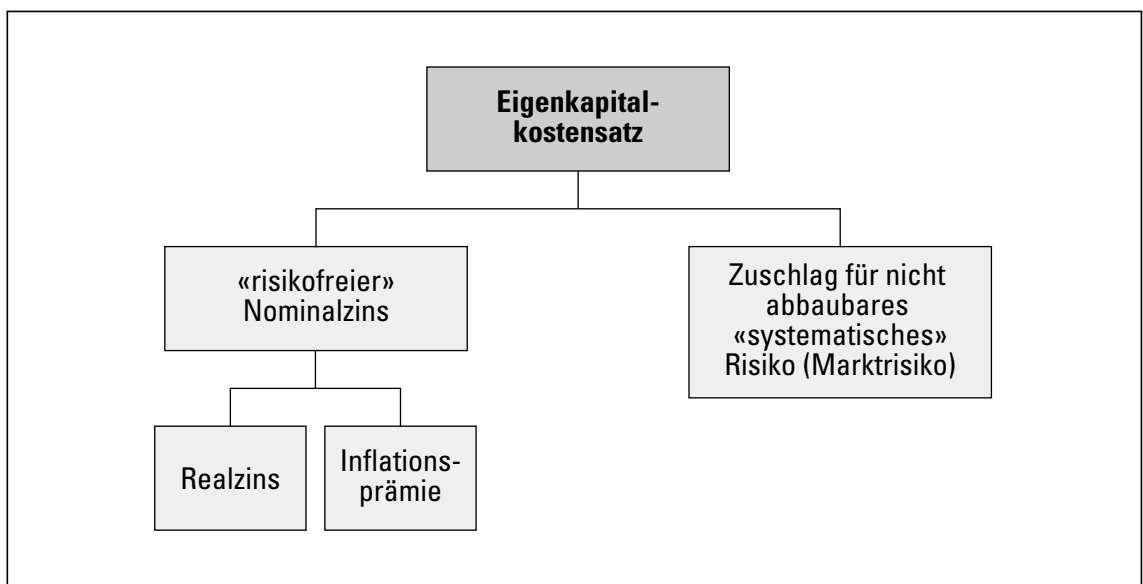 Eigenkapital-
kostensatz
«risikofreier»
Nominalzins
Zuschlag für nicht
abbaubares
«systematisches»
Risiko (Marktrisiko)
Realzins
Inflations-
prämie